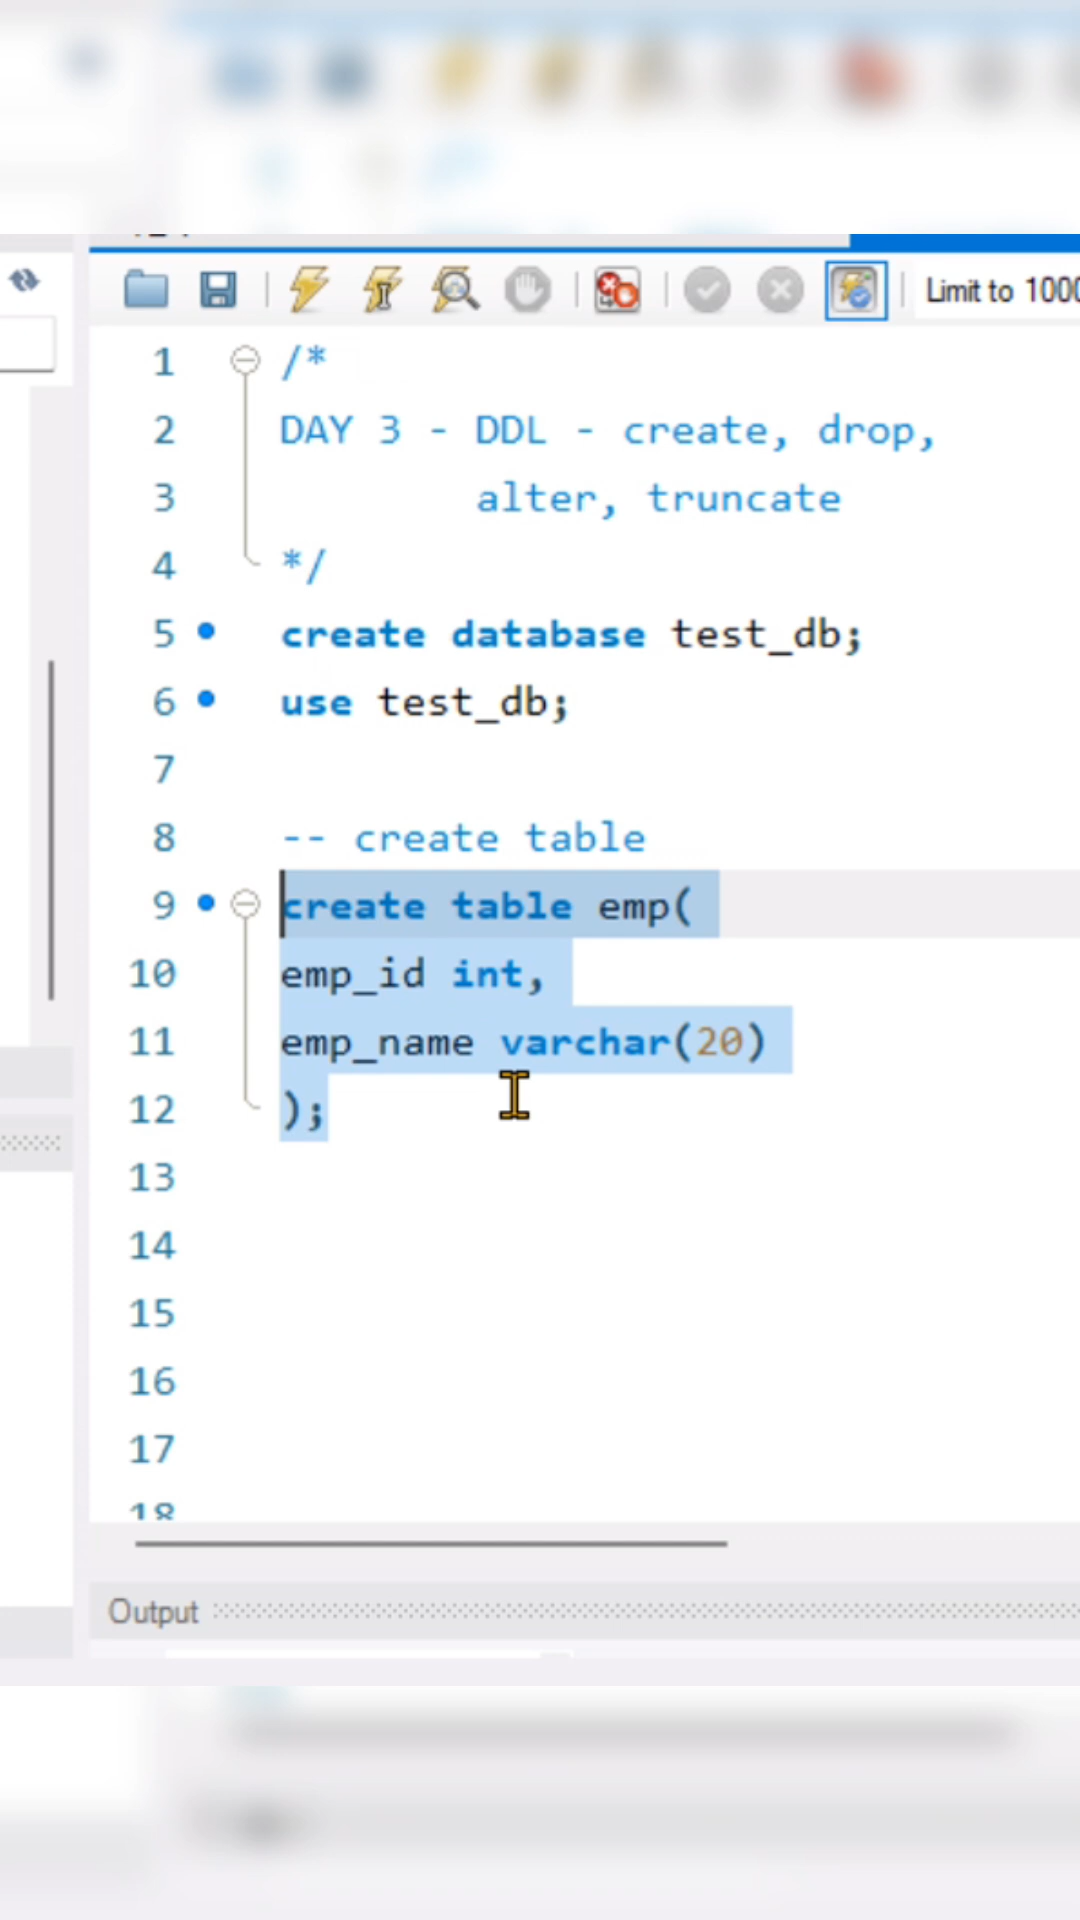 Limit to 1000
1 /*
2 DAY 3 - DDL - create, drop,
3 alter, truncate
4 */
5 create database test_db;
6 use test_db;
7
8 -- create table
9 create table emp(
10 emp_id int,
11 emp_name varchar(20)
12 );
13
14
15
16
17
18
Output